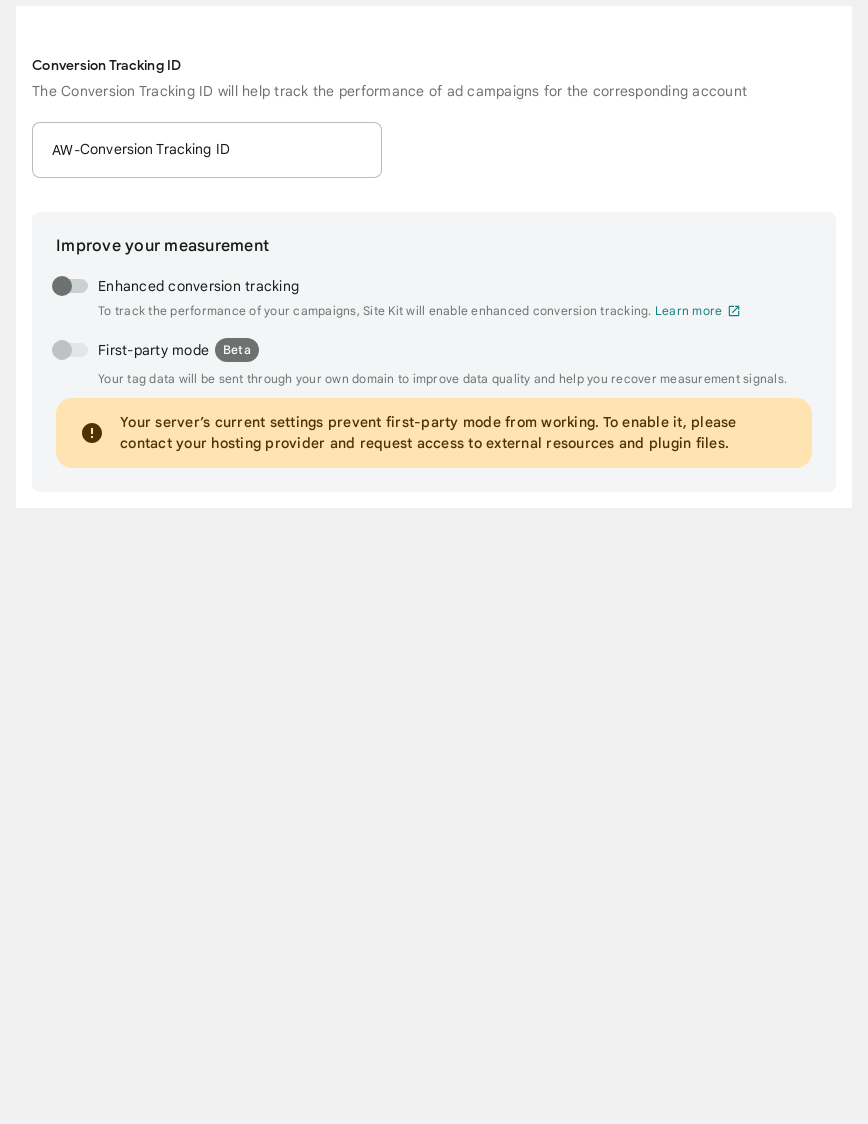 Conversion Tracking ID
The Conversion Tracking ID will help track the performance of ad campaigns for the corresponding account
AW-Conversion Tracking ID
Improve your measurement
Enhanced conversion tracking
To track the performance of your campaigns, Site Kit will enable enhanced conversion tracking. Learn more
First-party mode Beta
Your tag data will be sent through your own domain to improve data quality and help you recover measurement signals.
Your server’s current settings prevent first-party mode from working. To enable it, please
contact your hosting provider and request access to external resources and plugin files.